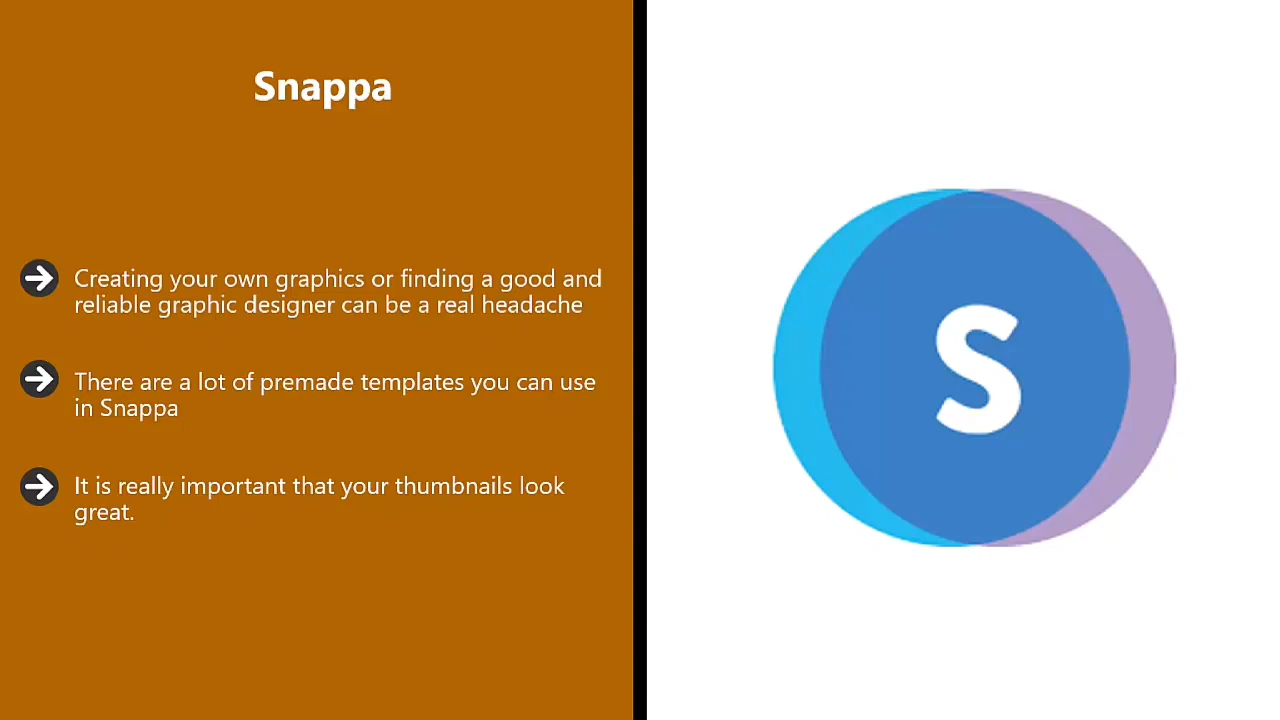 Snappa
Creating your own graphics or finding a good and
reliable graphic designer can be a real headache
There are a lot of premade templates you can use
in Snappa
It is really important that your thumbnails look
great.
S